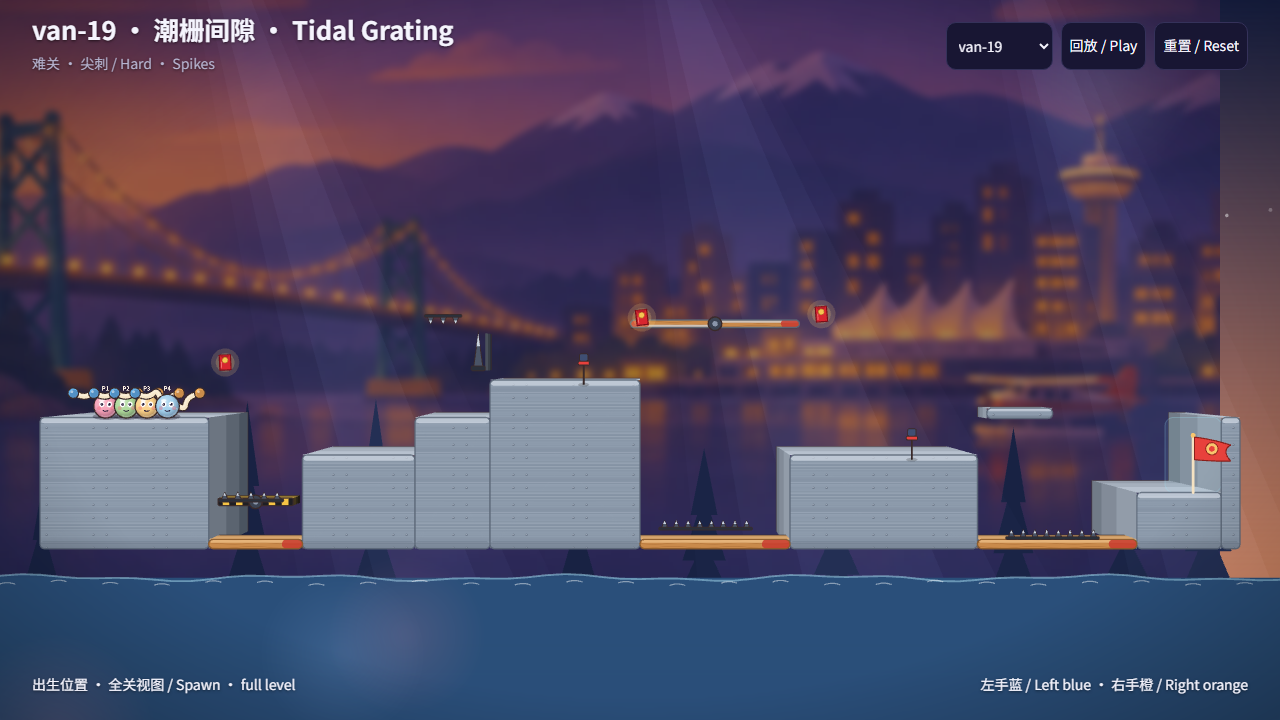 van-19 • 潮栅间隙 • Tidal Grating
难关 • 尖刺 / Hard • Spikes
van-19
回放 / Play
重置 / Reset
P1 P2 P3 P4
出生位置 • 全关视图 / Spawn • full level
左手蓝 / Left blue • 右手橙 / Right orange